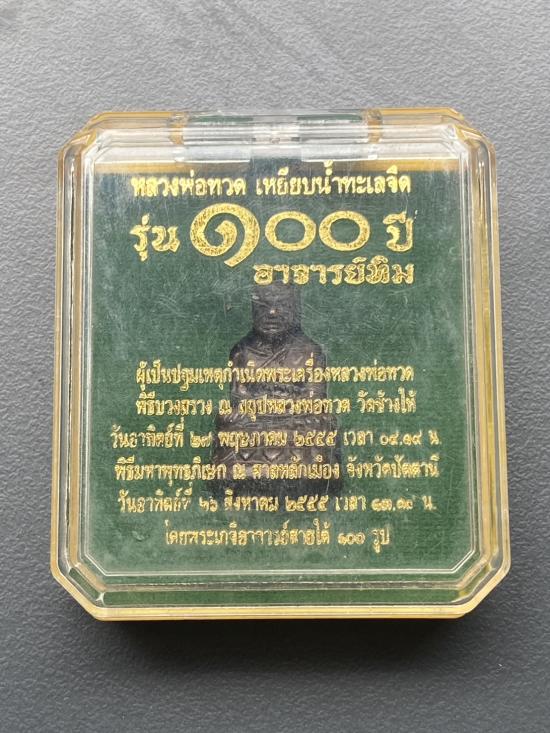 หลวงพ่อทวด เหยียบน้ำทะเลจืด
รุ่น ๑๐๐ ปี
อาจารย์ทิม
ผู้เป็นปฐมเหตุกำเนิดพระเครื่องหลวงพ่อทวด
พิธีบวงสรวง ณ สถูปหลวงพ่อทวด วัดช้างให้
วันอาทิตย์ที่ ๒๗ พฤษภาคม ๒๕๕๕ เวลา ๐๙.๑๙ น.
พิธีมหาพุทธาภิเษก ณ ศาลหลักเมือง จังหวัดปัตตานี
วันอาทิตย์ที่ ๒๖ สิงหาคม ๒๕๕๕ เวลา น.
โดยพระเกจิอาจารย์สายใต้ ๑๐๐ รูป